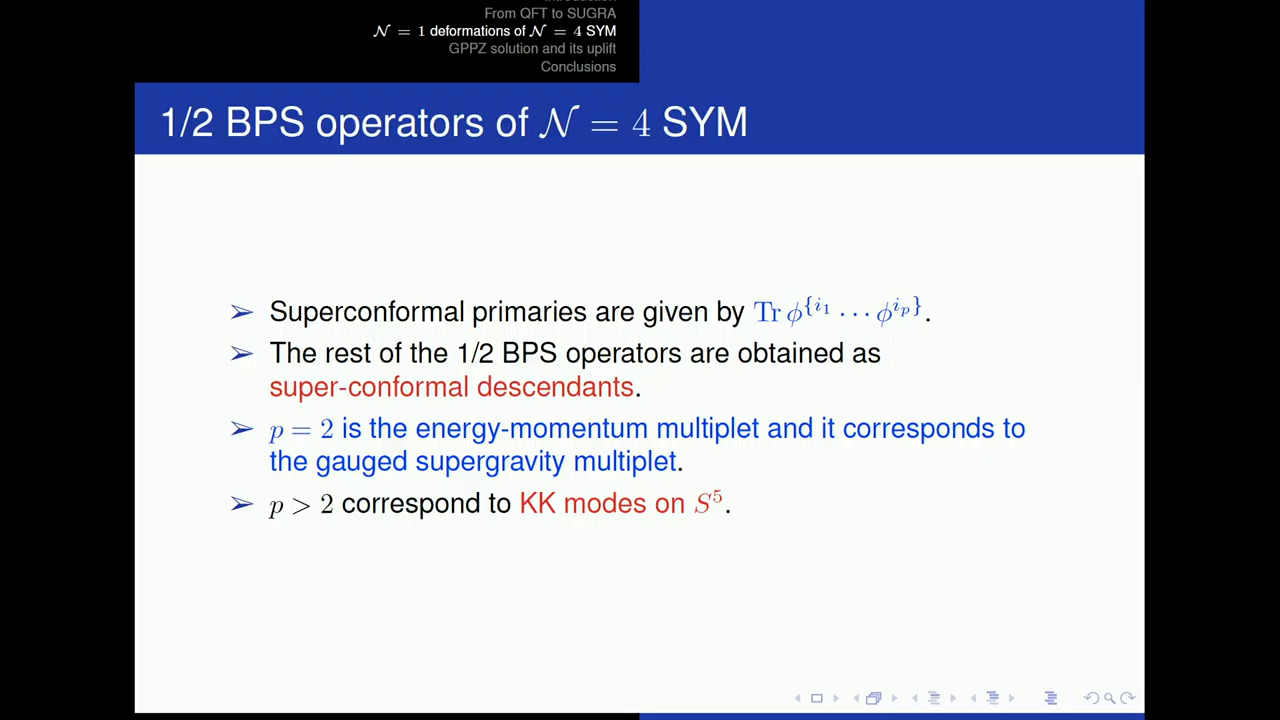 Introduction
From QFT to SUGRA
𝒩 = 1 deformations of 𝒩 = 4 SYM
GPPZ solution and its uplift
Conclusions
1/2 BPS operators of 𝒩 = 4 SYM
➢ Superconformal primaries are given by Tr ϕ^{{i_1} ⋯ ϕ^{i_p}}.
➢ The rest of the 1/2 BPS operators are obtained as
super-conformal descendants.
➢ p = 2 is the energy-momentum multiplet and it corresponds to
the gauged supergravity multiplet.
➢ p > 2 correspond to KK modes on S⁵.